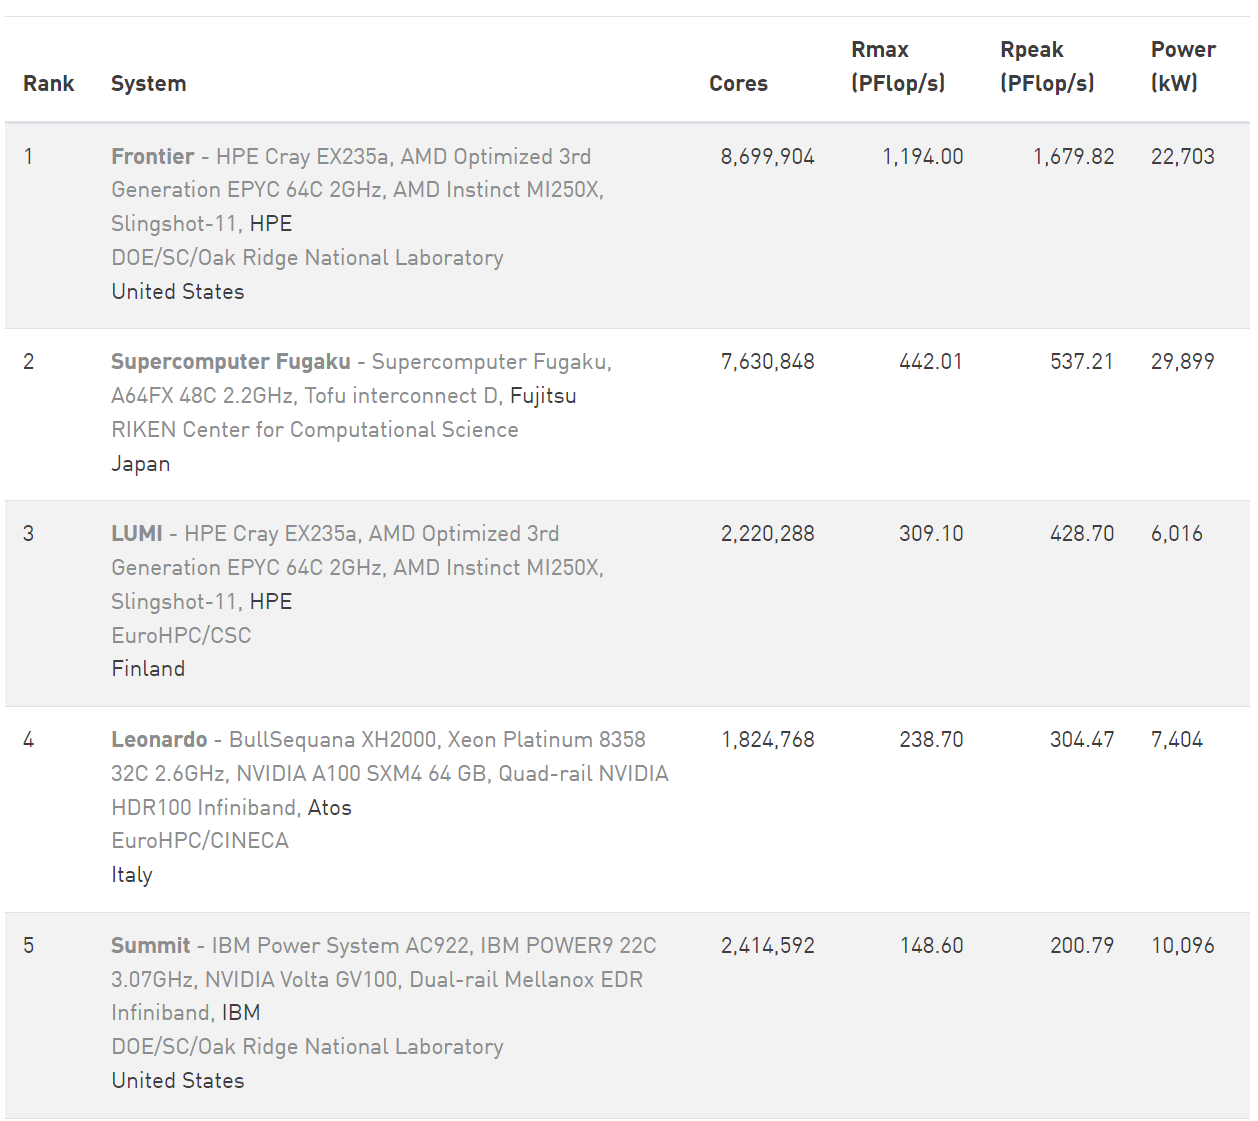 Rank System Cores Rmax (PFlop/s) Rpeak (PFlop/s) Power (kW)
1 Frontier - HPE Cray EX235a, AMD Optimized 3rd 8,699,904 1,194.00 1,679.82 22,703
Generation EPYC 64C 2GHz, AMD Instinct MI250X,
Slingshot-11, HPE
DOE/SC/Oak Ridge National Laboratory
United States
2 Supercomputer Fugaku - Supercomputer Fugaku, 7,630,848 442.01 537.21 29,899
A64FX 48C 2.2GHz, Tofu interconnect D, Fujitsu
RIKEN Center for Computational Science
Japan
3 LUMI - HPE Cray EX235a, AMD Optimized 3rd 2,220,288 309.10 428.70 6,016
Generation EPYC 64C 2GHz, AMD Instinct MI250X,
Slingshot-11, HPE
EuroHPC/CSC
Finland
4 Leonardo - BullSequana XH2000, Xeon Platinum 8358 1,824,768 238.70 304.47 7,404
32C 2.6GHz, NVIDIA A100 SXM4 64 GB, Quad-rail NVIDIA
HDR100 Infiniband, Atos
EuroHPC/CINECA
Italy
5 Summit - IBM Power System AC922, IBM POWER9 22C 2,414,592 148.60 200.79 10,096
3.07GHz, NVIDIA Volta GV100, Dual-rail Mellanox EDR
Infiniband, IBM
DOE/SC/Oak Ridge National Laboratory
United States